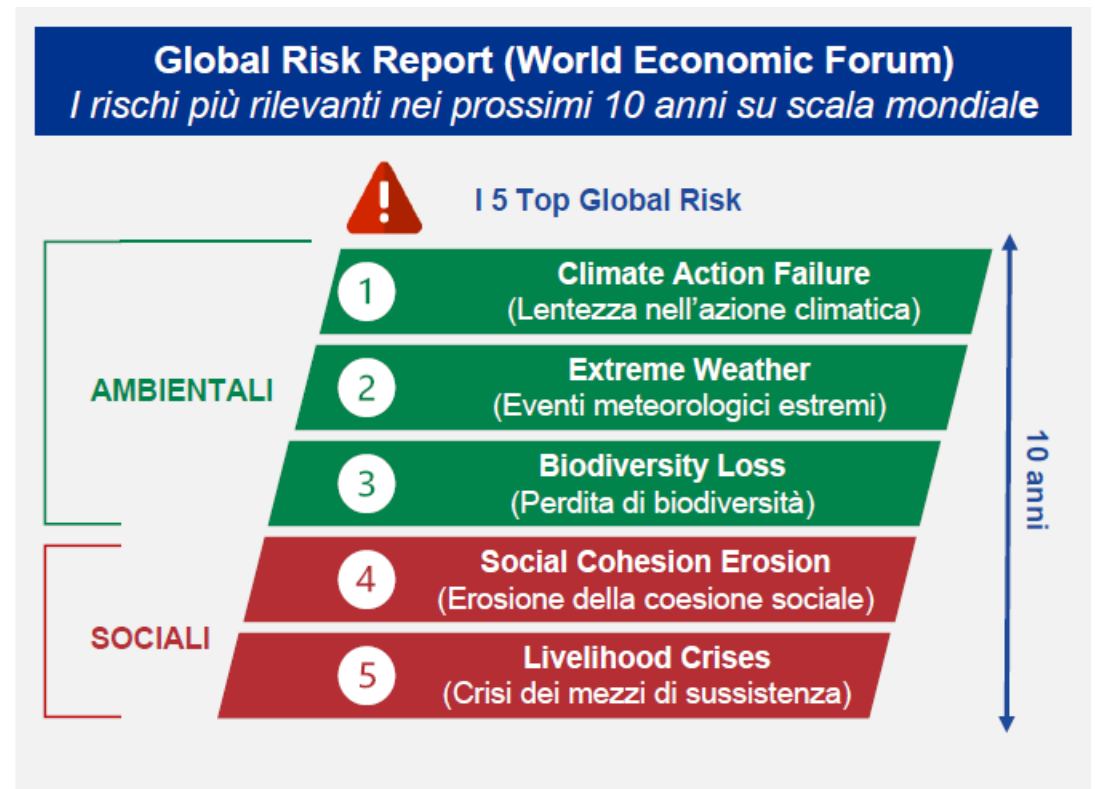 Global Risk Report (World Economic Forum)
I rischi più rilevanti nei prossimi 10 anni su scala mondiale
I 5 Top Global Risk
AMBIENTALI
1
Climate Action Failure
(Lentezza nell'azione climatica)
2
Extreme Weather
(Eventi meteorologici estremi)
3
Biodiversity Loss
(Perdita di biodiversità)
SOCIALI
4
Social Cohesion Erosion
(Erosione della coesione sociale)
5
Livelihood Crises
(Crisi dei mezzi di sussistenza)
10 anni